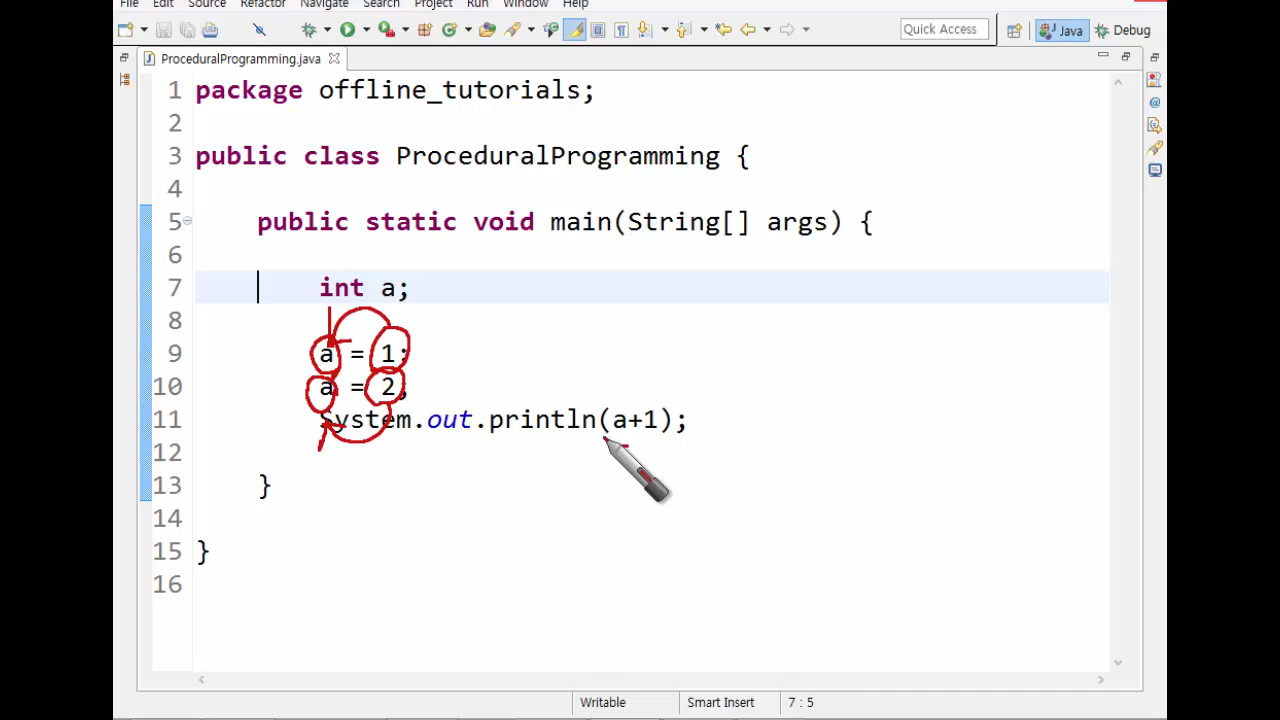 File Edit Source Refactor Navigate Search Project Run Window Help
Quick Access Java Debug
ProceduralProgramming.java
1 package offline_tutorials;
2
3 public class ProceduralProgramming {
4
5 public static void main(String[] args) {
6
7 int a;
8
9 a = 1;
10 a = 2;
11 System.out.println(a+1);
12
13 }
14
15 }
16
Writable Smart Insert 7 : 5